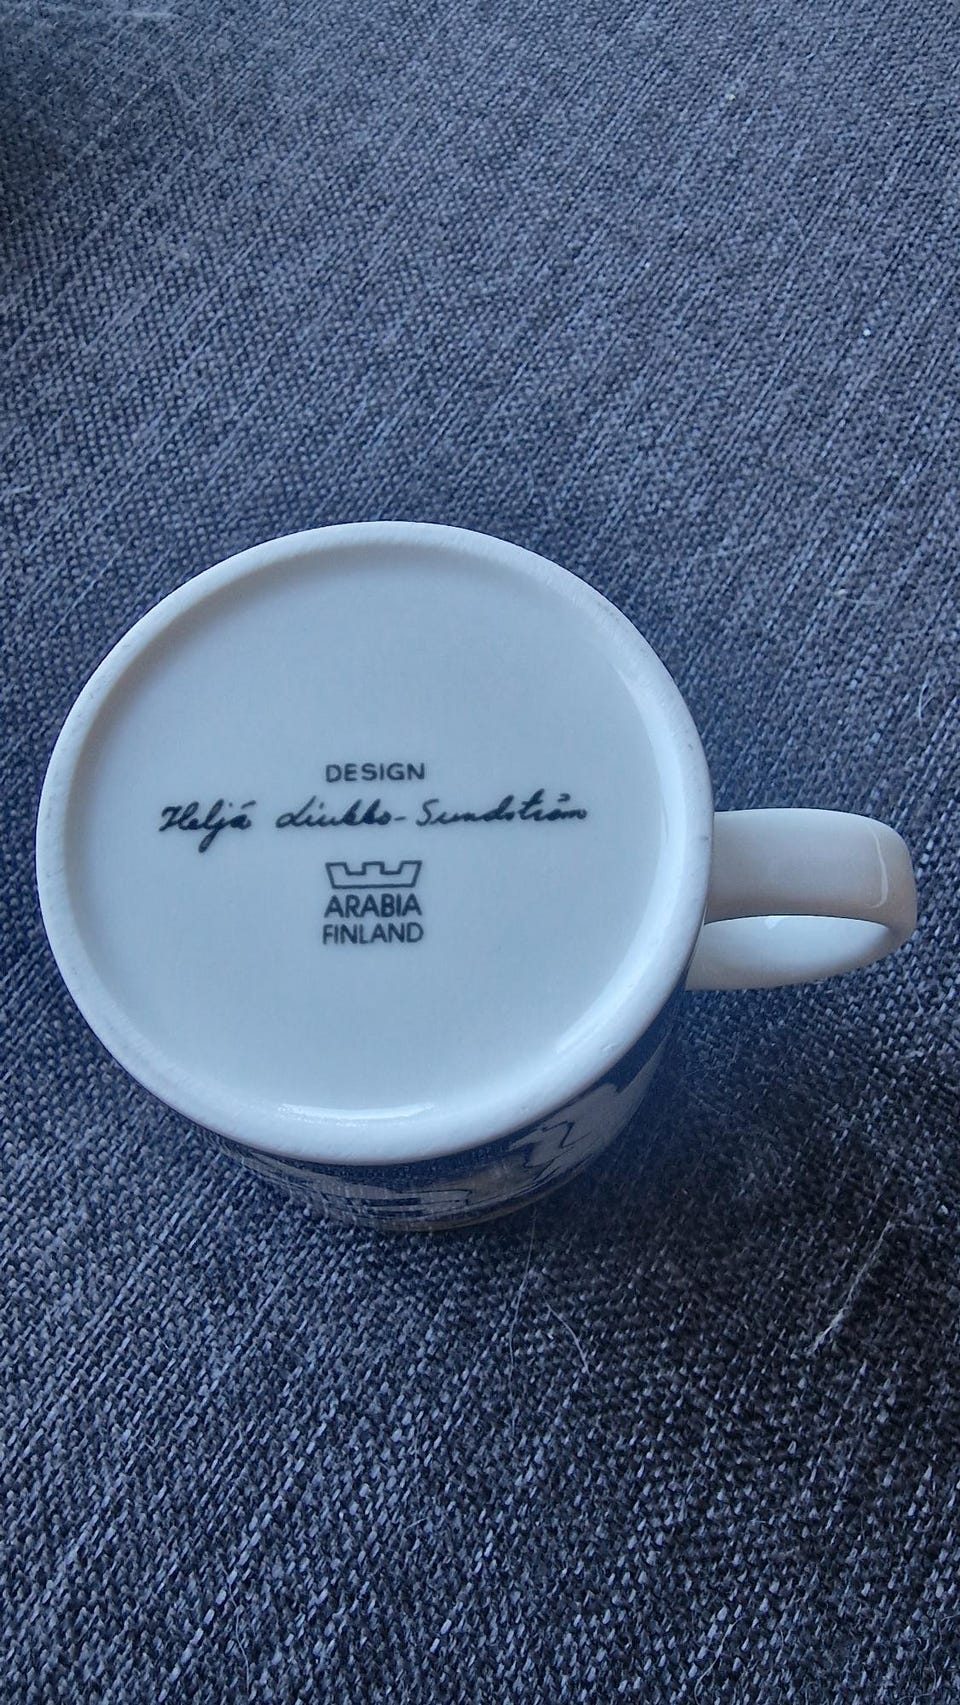 DESIGN
Heljä Liukko-Sundström
ARABIA
FINLAND